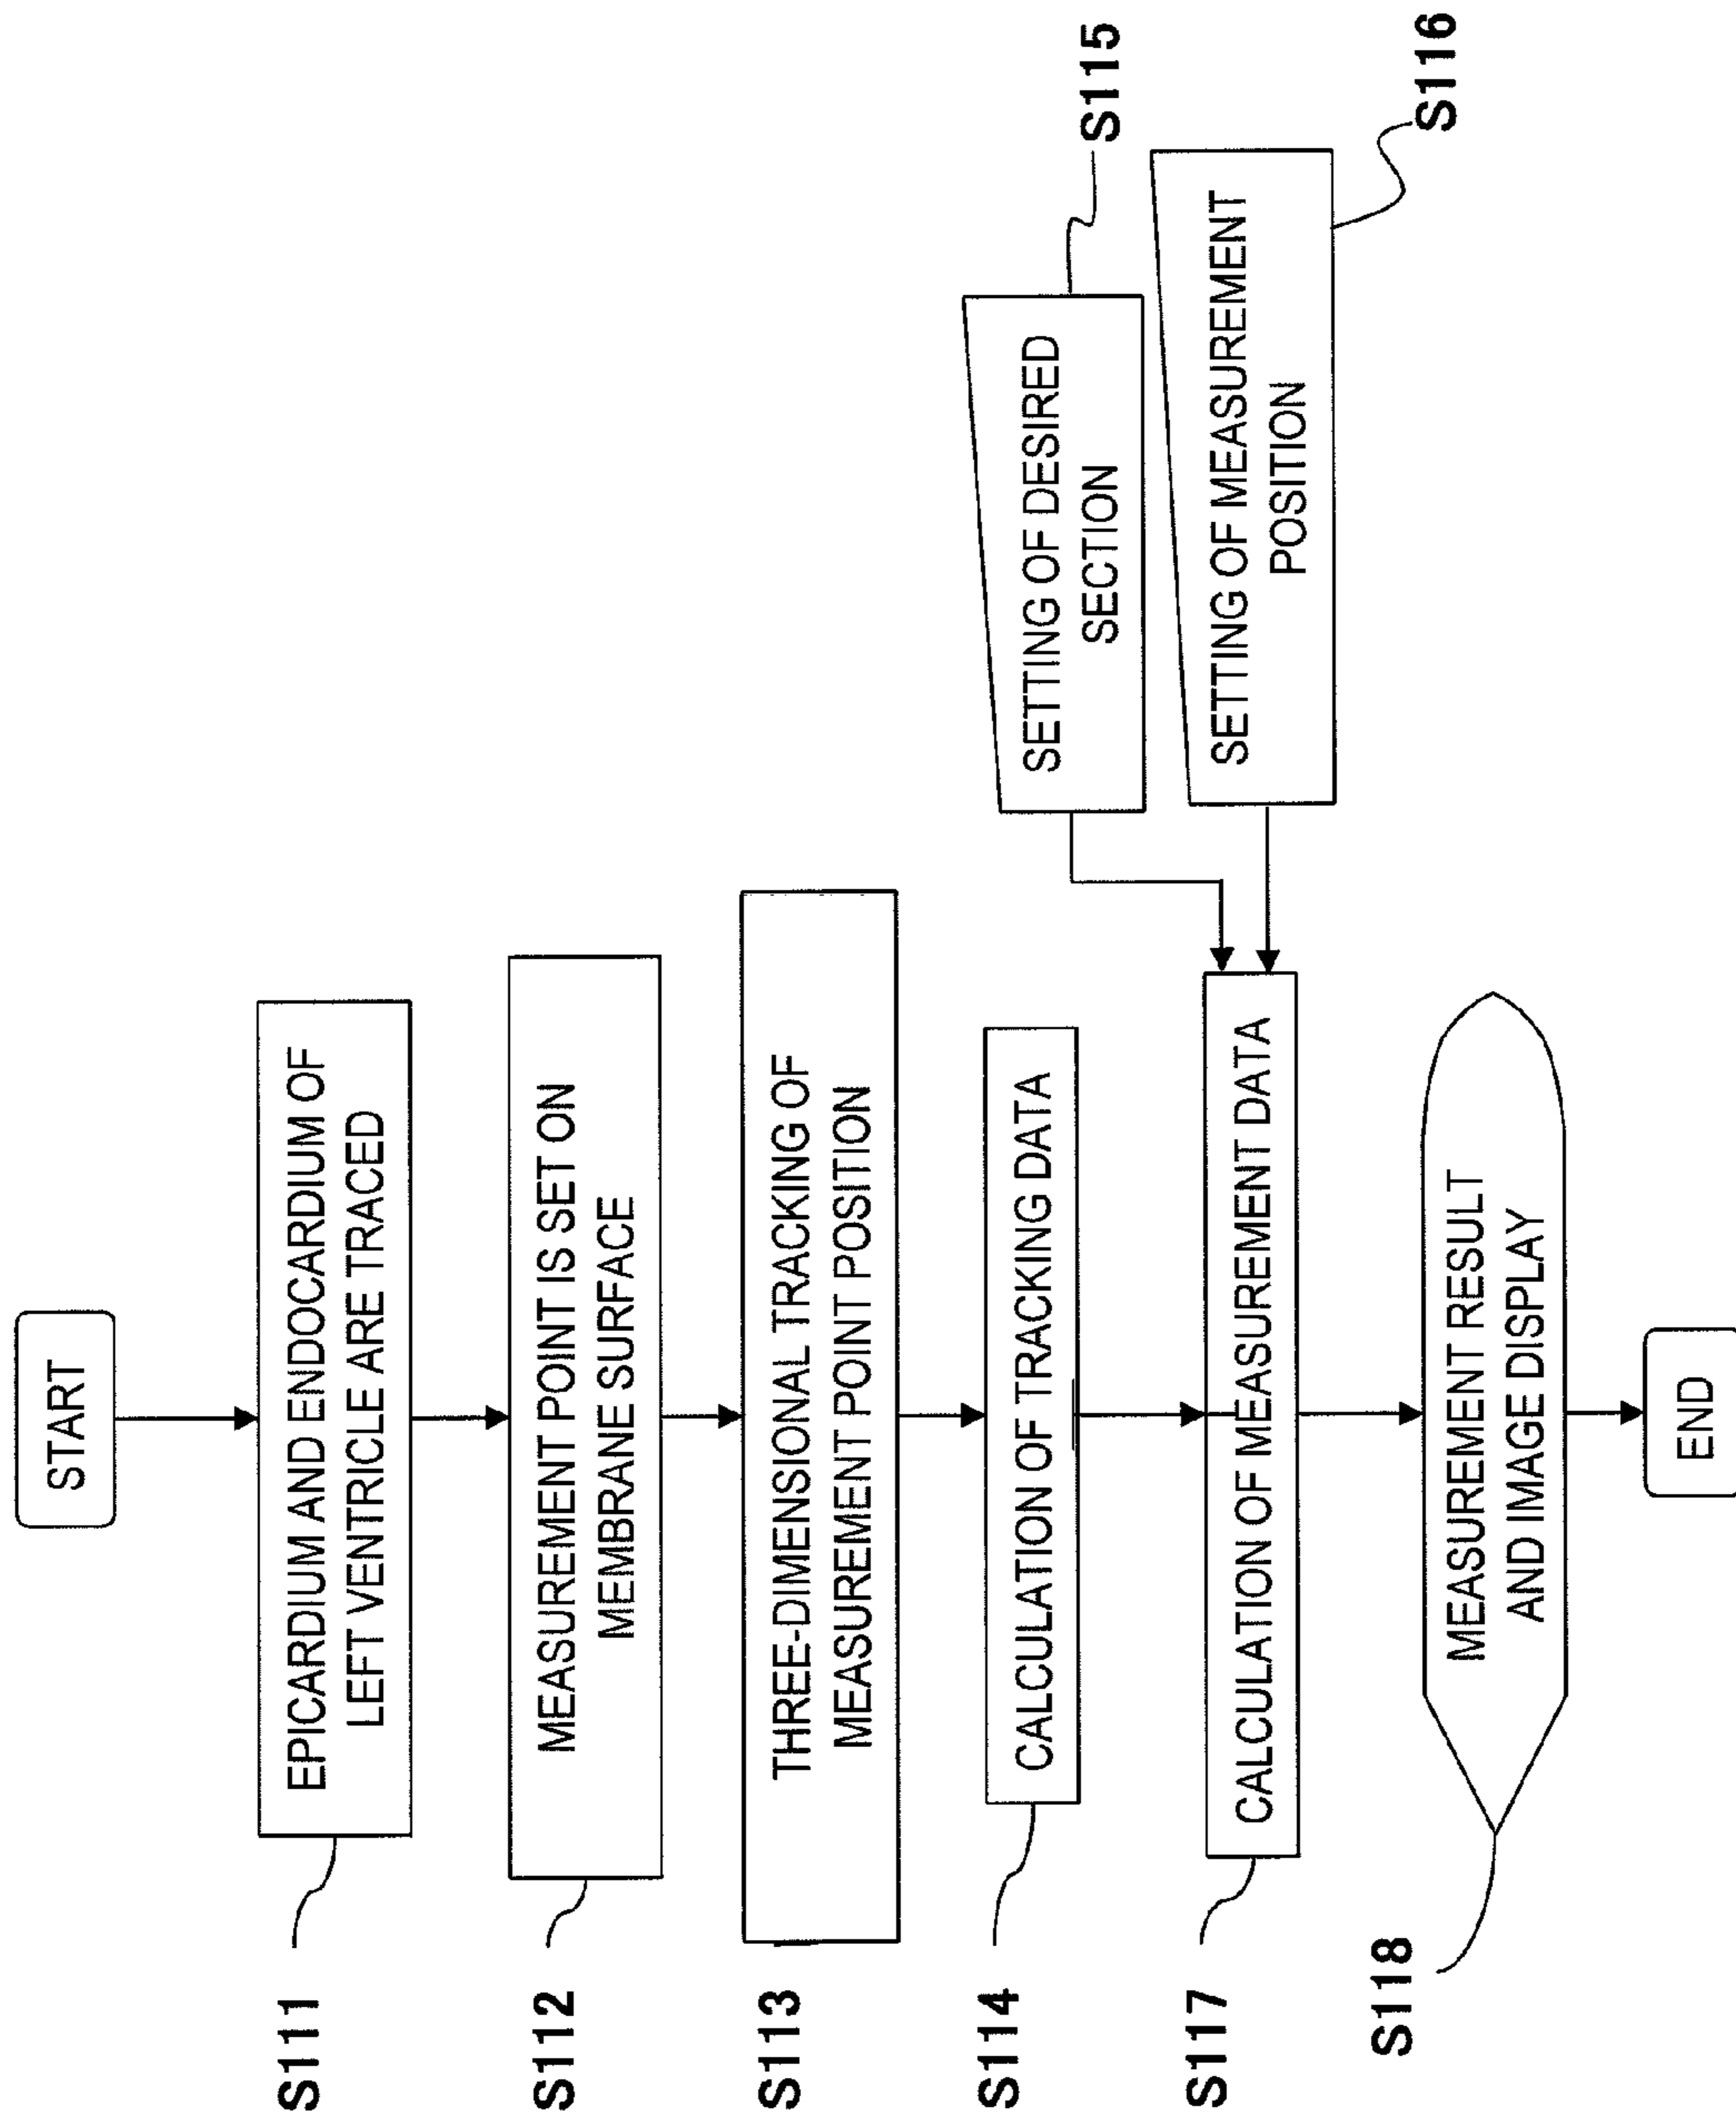 START
S111
EPICARDIUM AND ENDOCARDIUM OF
LEFT VENTRICLE ARE TRACED
S112
MEASUREMENT POINT IS SET ON
MEMBRANE SURFACE
S113
THREE-DIMENSIONAL TRACKING OF
MEASUREMENT POINT POSITION
S114
CALCULATION OF TRACKING DATA
SETTING OF DESIRED
SECTION
S115
SETTING OF MEASUREMENT
POSITION
S116
S117
CALCULATION OF MEASUREMENT DATA
S118
MEASUREMENT RESULT
AND IMAGE DISPLAY
END